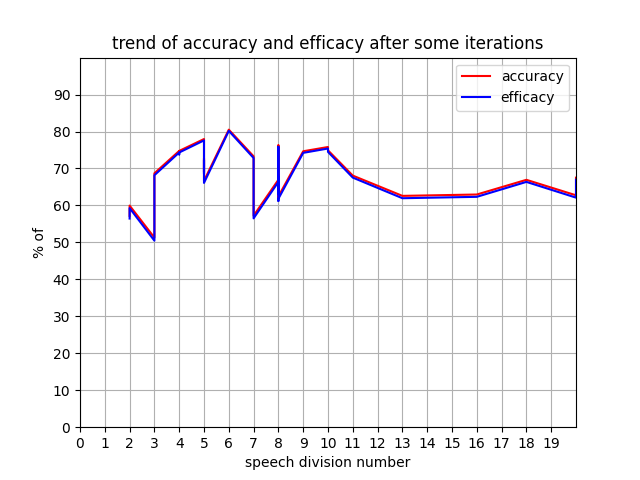 trend of accuracy and efficacy after some iterations
accuracy
efficacy
90
80
70
60
50
40
30
20
10
0
% of
0 1 2 3 4 5 6 7 8 9 10 11 12 13 14 15 16 17 18 19
speech division number